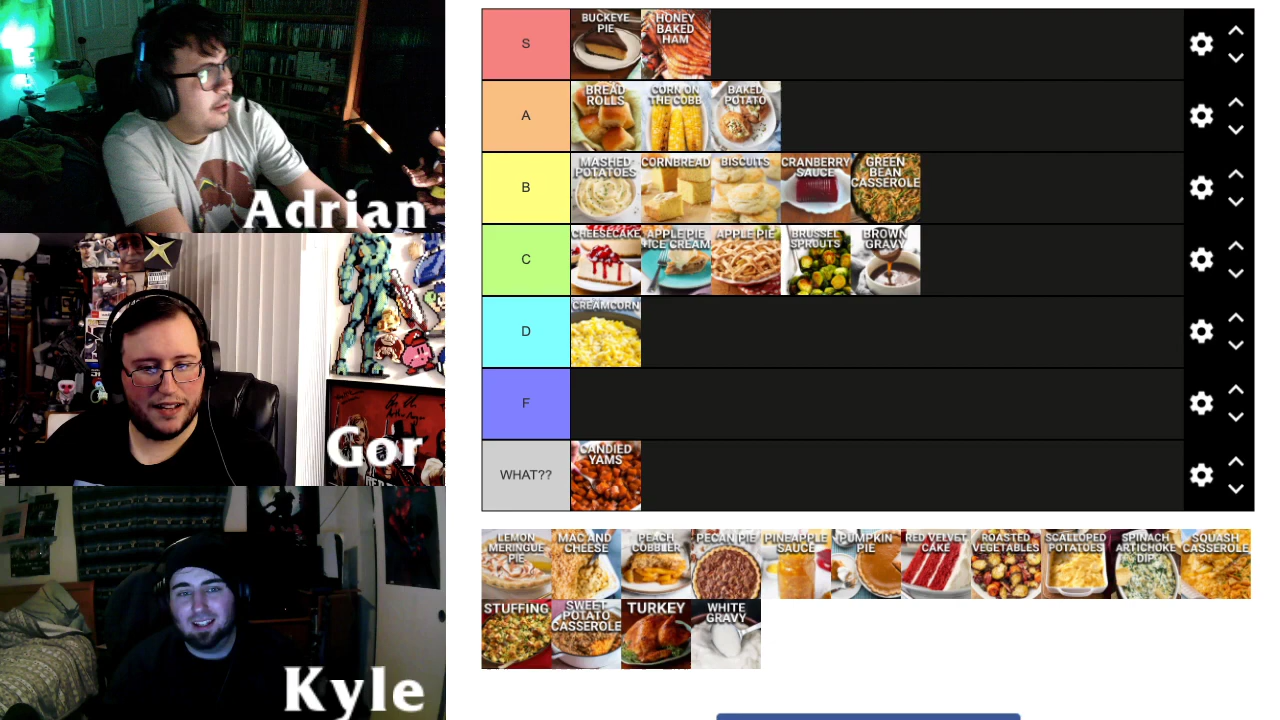 Adrian
Gor
Kyle
S
BUCKEYE
PIE
HONEY
BAKED
HAM
A
BREAD
ROLLS
CORN ON
THE COBB
BAKED
POTATO
B
MASHED
POTATOES
CORNBREAD
BISCUITS
CRANBERRY
SAUCE
GREEN
BEAN
CASSEROLE
C
CHEESECAKE
APPLE PIE
+ICE CREAM
APPLE PIE
BRUSSEL
SPROUTS
BROWN
GRAVY
D
CREAMCORN
F
WHAT??
CANDIED
YAMS
LEMON
MERINGUE
PIE
MAC AND
CHEESE
PEACH
COBBLER
PECAN PIE
PINEAPPLE
SAUCE
PUMPKIN
PIE
RED VELVET
CAKE
ROASTED
VEGETABLES
SCALLOPED
POTATOES
SPINACH
ARTICHOKE
DIP
SQUASH
CASSEROLE
STUFFING
SWEET
POTATO
CASSEROLE
TURKEY
WHITE
GRAVY